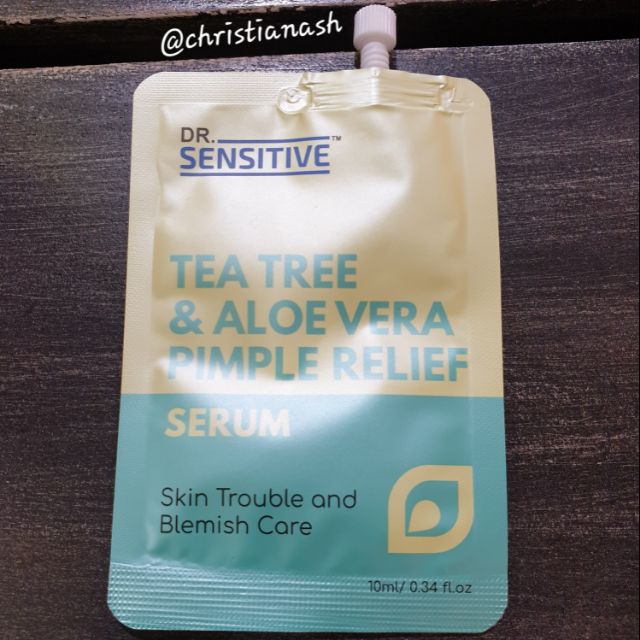 @christianash
DR.
SENSITIVE™
TEA TREE
& ALOE VERA
PIMPLE RELIEF
SERUM
Skin Trouble and
Blemish Care
10ml/ 0.34 fl.oz